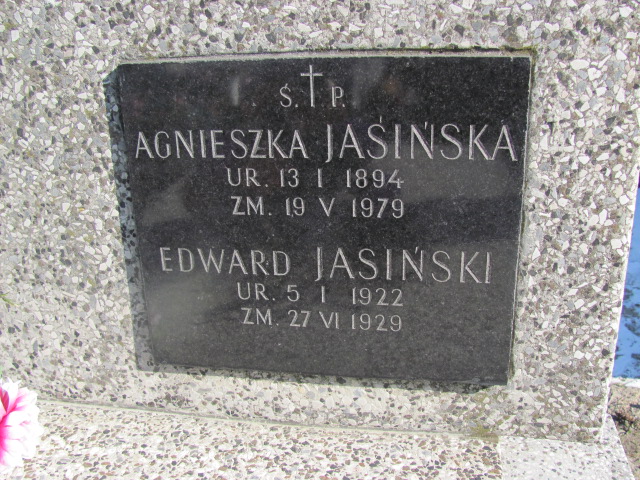 Ś. † P.
AGNIESZKA JAŚIŃSKA
UR. 13 I 1894
ZM. 19 V 1979
EDWARD JASIŃSKI
UR. 5 I 1922
ZM. 27 VI 1929